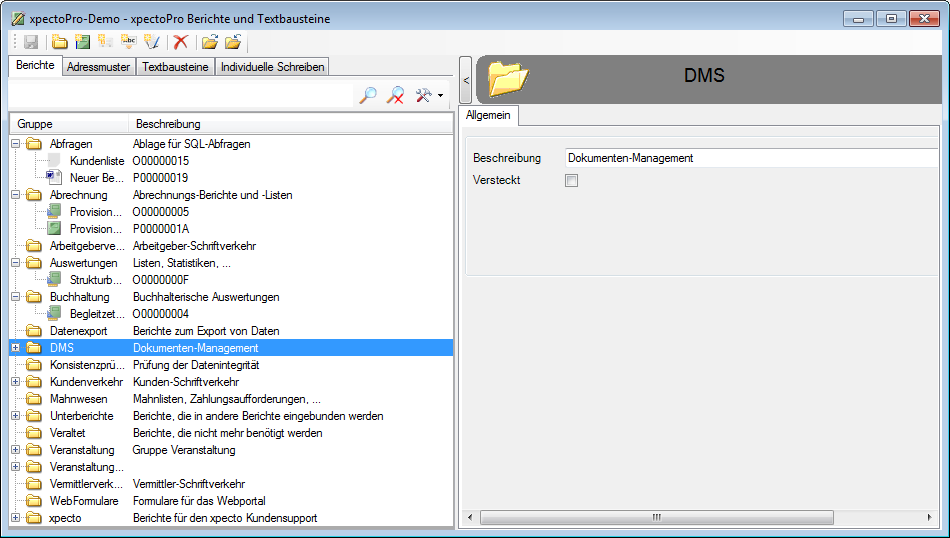 xpectoPro-Demo - xpectoPro Berichte und Textbausteine
Berichte Adressmuster Textbausteine Individuelle Schreiben
Gruppe Beschreibung
Abfragen Ablage für SQL-Abfragen
Kundenliste O00000015
Neuer Be... P00000019
Abrechnung Abrechnungs-Berichte und -Listen
Provision... O00000005
Provision... P0000001A
Arbeitgeberve... Arbeitgeber-Schriftverkehr
Auswertungen Listen, Statistiken, ...
Strukturb... O0000000F
Buchhaltung Buchhalterische Auswertungen
Begleitzet... O00000004
Datenexport Berichte zum Export von Daten
DMS Dokumenten-Management
Konsistenzprü... Prüfung der Datenintegrität
Kundenverkehr Kunden-Schriftverkehr
Mahnwesen Mahnlisten, Zahlungsaufforderungen, ...
Unterberichte Berichte, die in andere Berichte eingebunden werden
Veraltet Berichte, die nicht mehr benötigt werden
Veranstaltung Gruppe Veranstaltung
Veranstaltung...
Vermittlerverk... Vermittler-Schriftverkehr
WebFormulare Formulare für das Webportal
xpecto Berichte für den xpecto Kundensupport
<
DMS
Allgemein
Beschreibung Dokumenten-Management
Versteckt